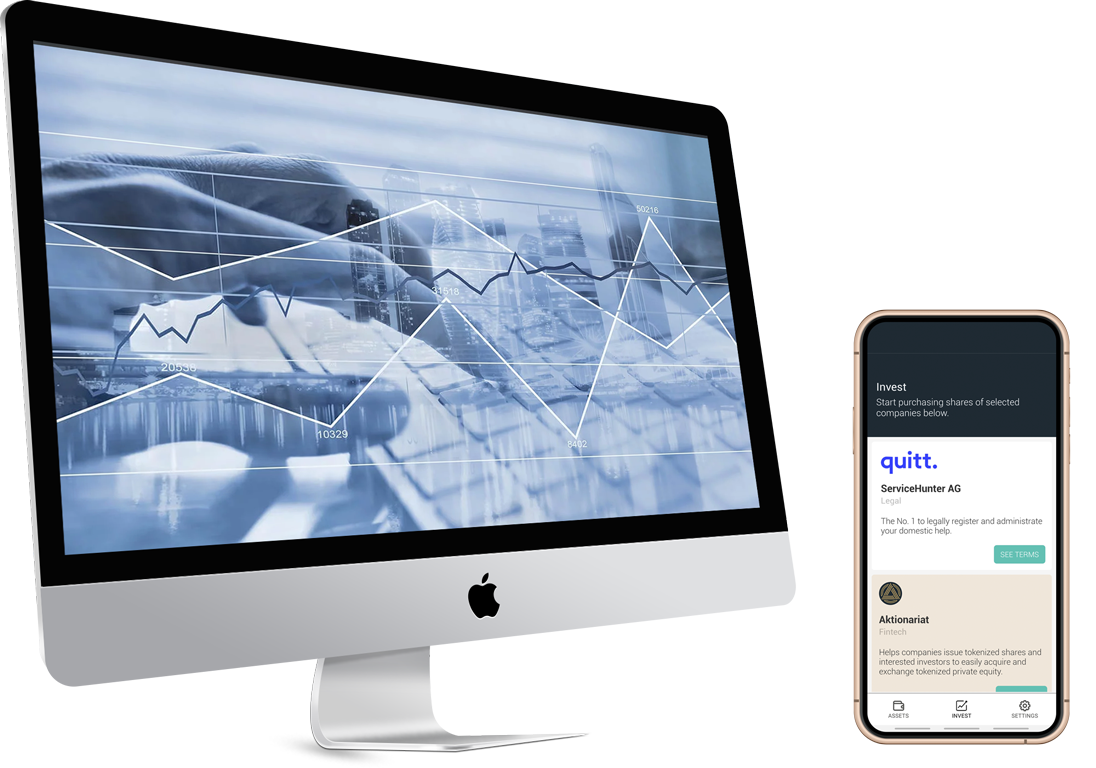 50216
31518
20536
10329
8402
Invest
Start purchasing shares of selected
companies below.
quitt.
ServiceHunter AG
Legal
The No. 1 to legally register and administrate
your domestic help.
SEE TERMS
Aktionariat
Fintech
Helps companies issue tokenized shares and
interested investors to easily acquire and
exchange tokenized private equity.
ASSETS
INVEST
SETTINGS